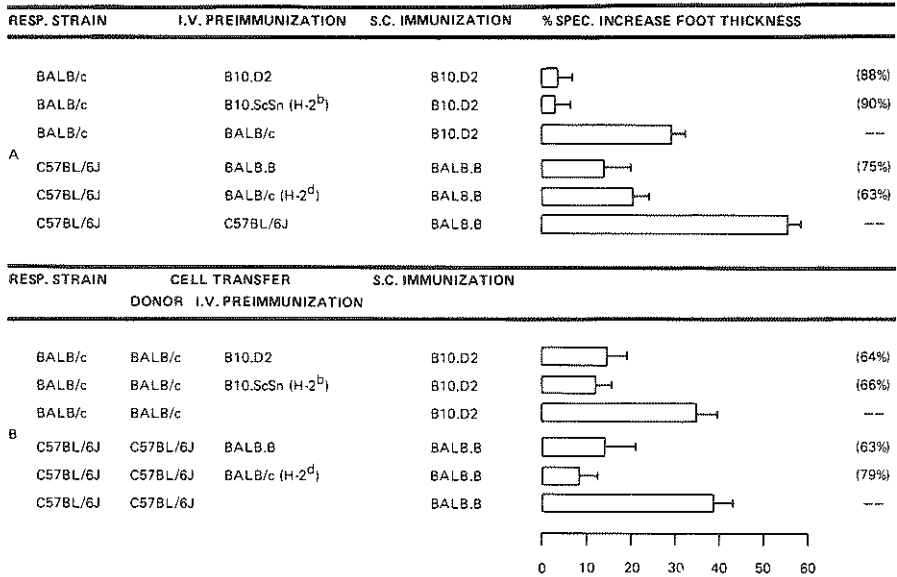 RESP. STRAIN I.V. PREIMMUNIZATION S.C. IMMUNIZATION % SPEC. INCREASE FOOT THICKNESS
BALB/c B10.D2 B10.D2 (88%)
BALB/c B10.ScSn (H-2b) B10.D2 (90%)
BALB/c BALB/c B10.D2 ---
A
C57BL/6J BALB.B BALB.B (75%)
C57BL/6J BALB/c (H-2d) BALB.B (63%)
C57BL/6J C57BL/6J BALB.B ---
RESP. STRAIN CELL TRANSFER S.C. IMMUNIZATION
DONOR I.V. PREIMMUNIZATION
BALB/c BALB/c B10.D2 B10.D2 (64%)
BALB/c BALB/c B10.ScSn (H-2b) B10.D2 (66%)
BALB/c BALB/c B10.D2 ---
B
C57BL/6J C57BL/6J BALB.B BALB.B (63%)
C57BL/6J C57BL/6J BALB/c (H-2d) BALB.B (79%)
C57BL/6J C57BL/6J BALB.B ---
0 10 20 30 40 50 60